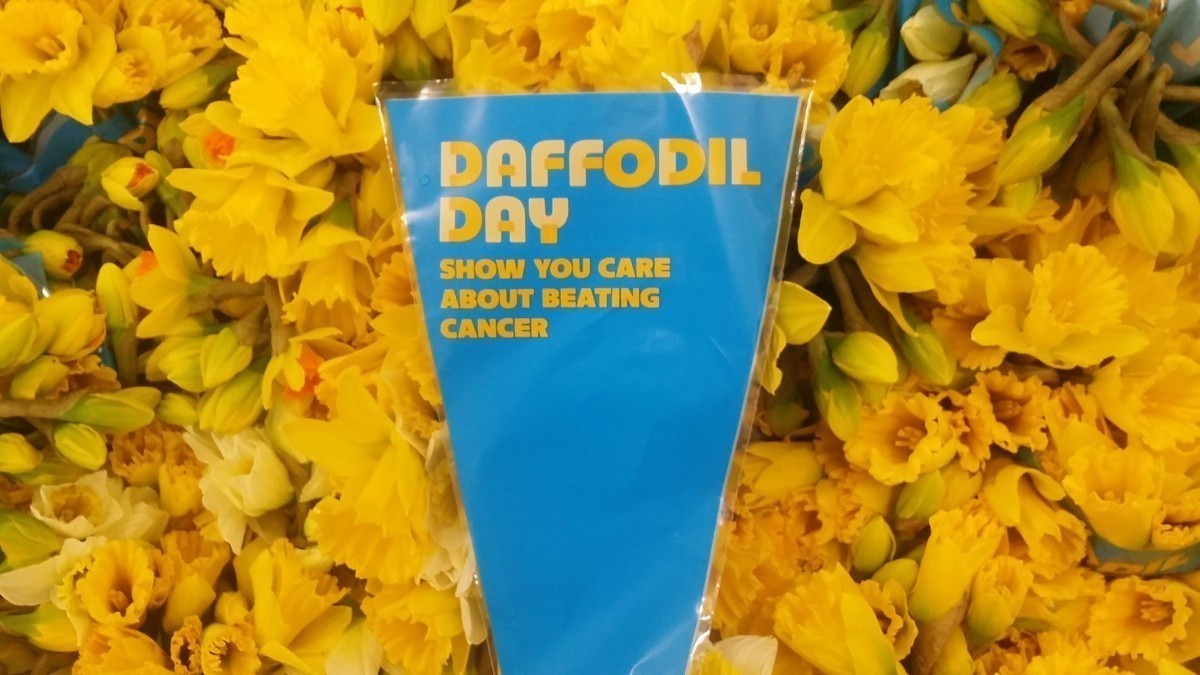 DAFFODIL
DAY
SHOW YOU CARE
ABOUT BEATING
CANCER